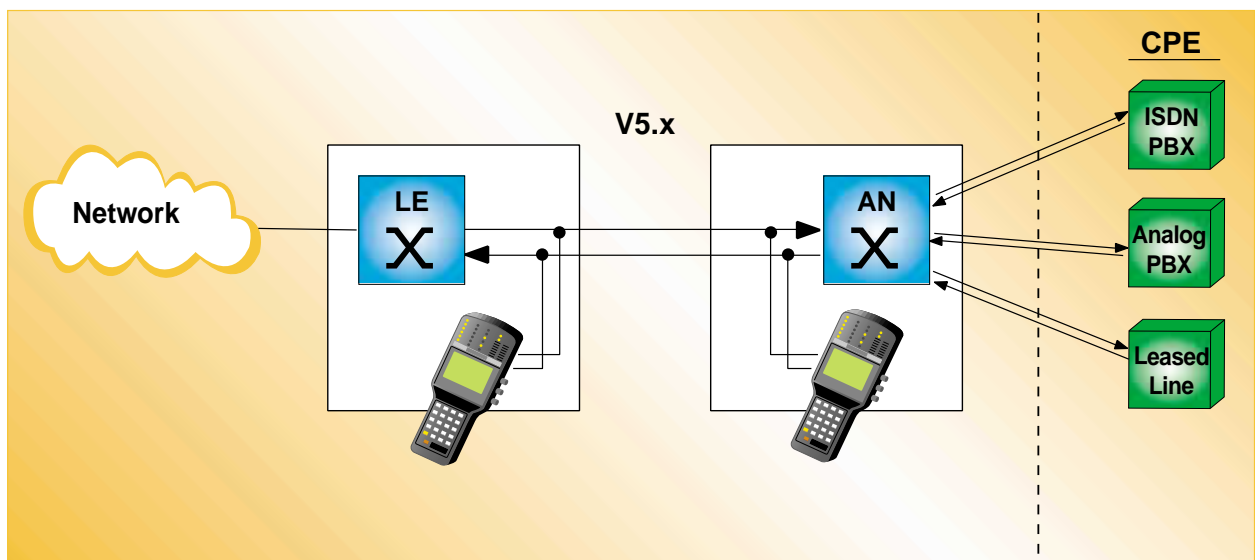 CPE
V5.x
ISDN
PBX
Network
LE
AN
Analog
PBX
Leased
Line